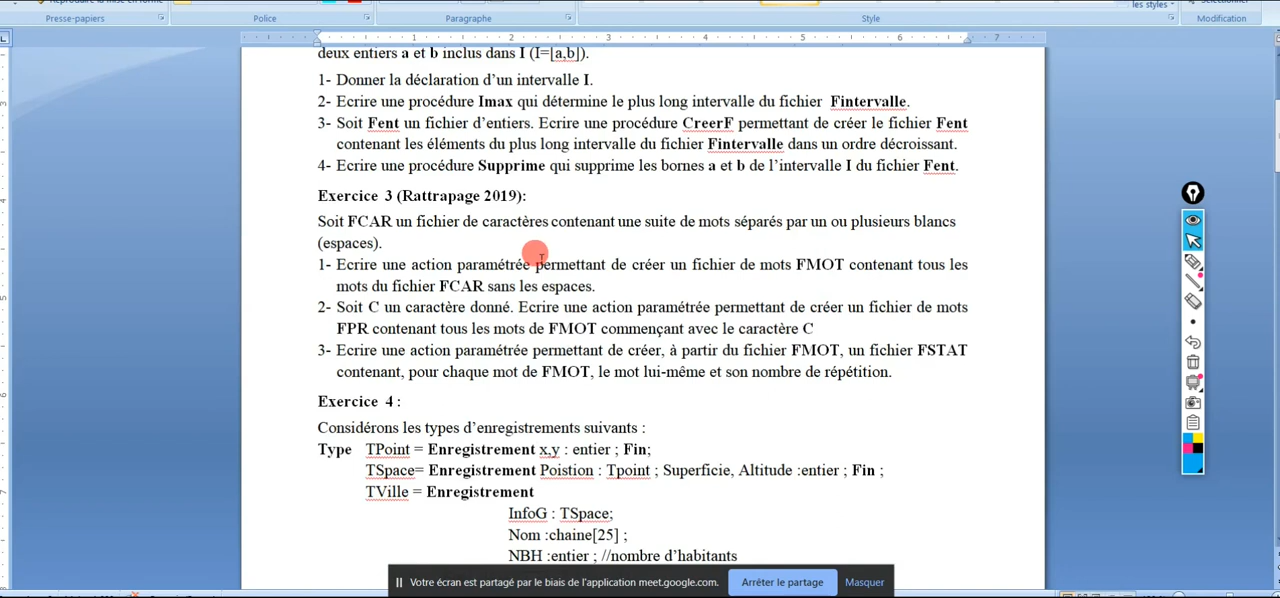 Presse-papiers Police Paragraphe Style Modification
les styles
1 2 3 4 5 6 7
deux entiers a et b inclus dans I (I=[a,b]).
1- Donner la déclaration d'un intervalle I.
2- Ecrire une procédure Imax qui détermine le plus long intervalle du fichier Fintervalle.
3- Soit Fent un fichier d'entiers. Ecrire une procédure CreerF permettant de créer le fichier Fent
contenant les éléments du plus long intervalle du fichier Fintervalle dans un ordre décroissant.
4- Ecrire une procédure Supprime qui supprime les bornes a et b de l'intervalle I du fichier Fent.
Exercice 3 (Rattrapage 2019):
Soit FCAR un fichier de caractères contenant une suite de mots séparés par un ou plusieurs blancs
(espaces).
1- Ecrire une action paramétrée permettant de créer un fichier de mots FMOT contenant tous les
mots du fichier FCAR sans les espaces.
2- Soit C un caractère donné. Ecrire une action paramétrée permettant de créer un fichier de mots
FPR contenant tous les mots de FMOT commençant avec le caractère C
3- Ecrire une action paramétrée permettant de créer, à partir du fichier FMOT, un fichier FSTAT
contenant, pour chaque mot de FMOT, le mot lui-même et son nombre de répétition.
Exercice 4 :
Considérons les types d'enregistrements suivants :
Type TPoint = Enregistrement x,y : entier ; Fin;
TSpace= Enregistrement Poistion : Tpoint ; Superficie, Altitude :entier ; Fin ;
TVille = Enregistrement
InfoG : TSpace;
Nom :chaine[25] ;
NBH :entier ; //nombre d'habitants
Votre écran est partagé par le biais de l'application meet.google.com. Arrêter le partage Masquer